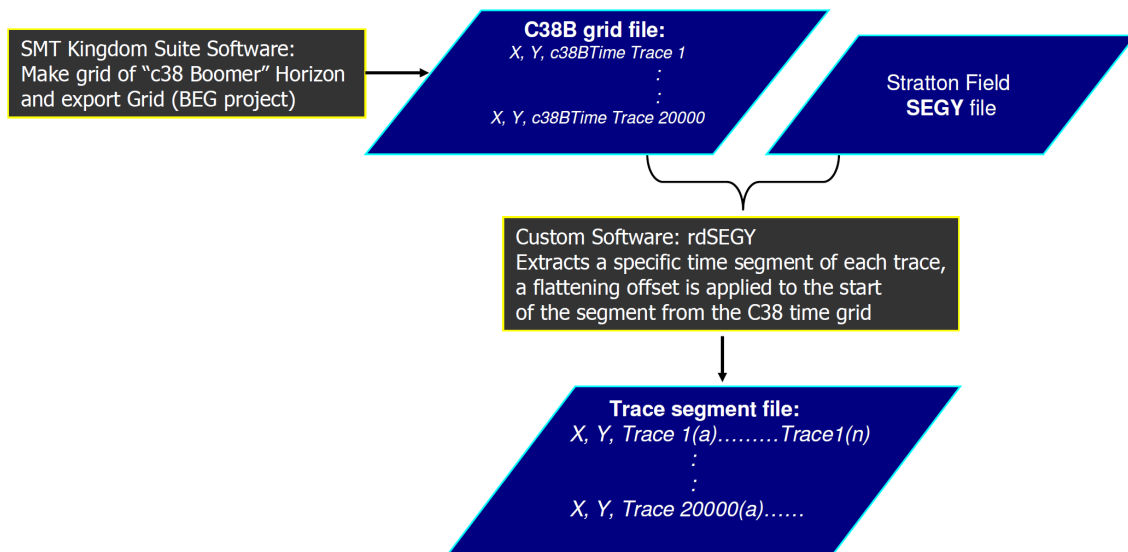 SMT Kingdom Suite Software:
Make grid of “c38 Boomer” Horizon
and export Grid (BEG project)
C38B grid file:
X, Y, c38BTime Trace 1
:
:
X, Y, c38BTime Trace 20000
Stratton Field
SEGY file
Custom Software: rdSEGY
Extracts a specific time segment of each trace,
a flattening offset is applied to the start
of the segment from the C38 time grid
Trace segment file:
X, Y, Trace 1(a)………Trace1(n)
:
:
X, Y, Trace 20000(a)……